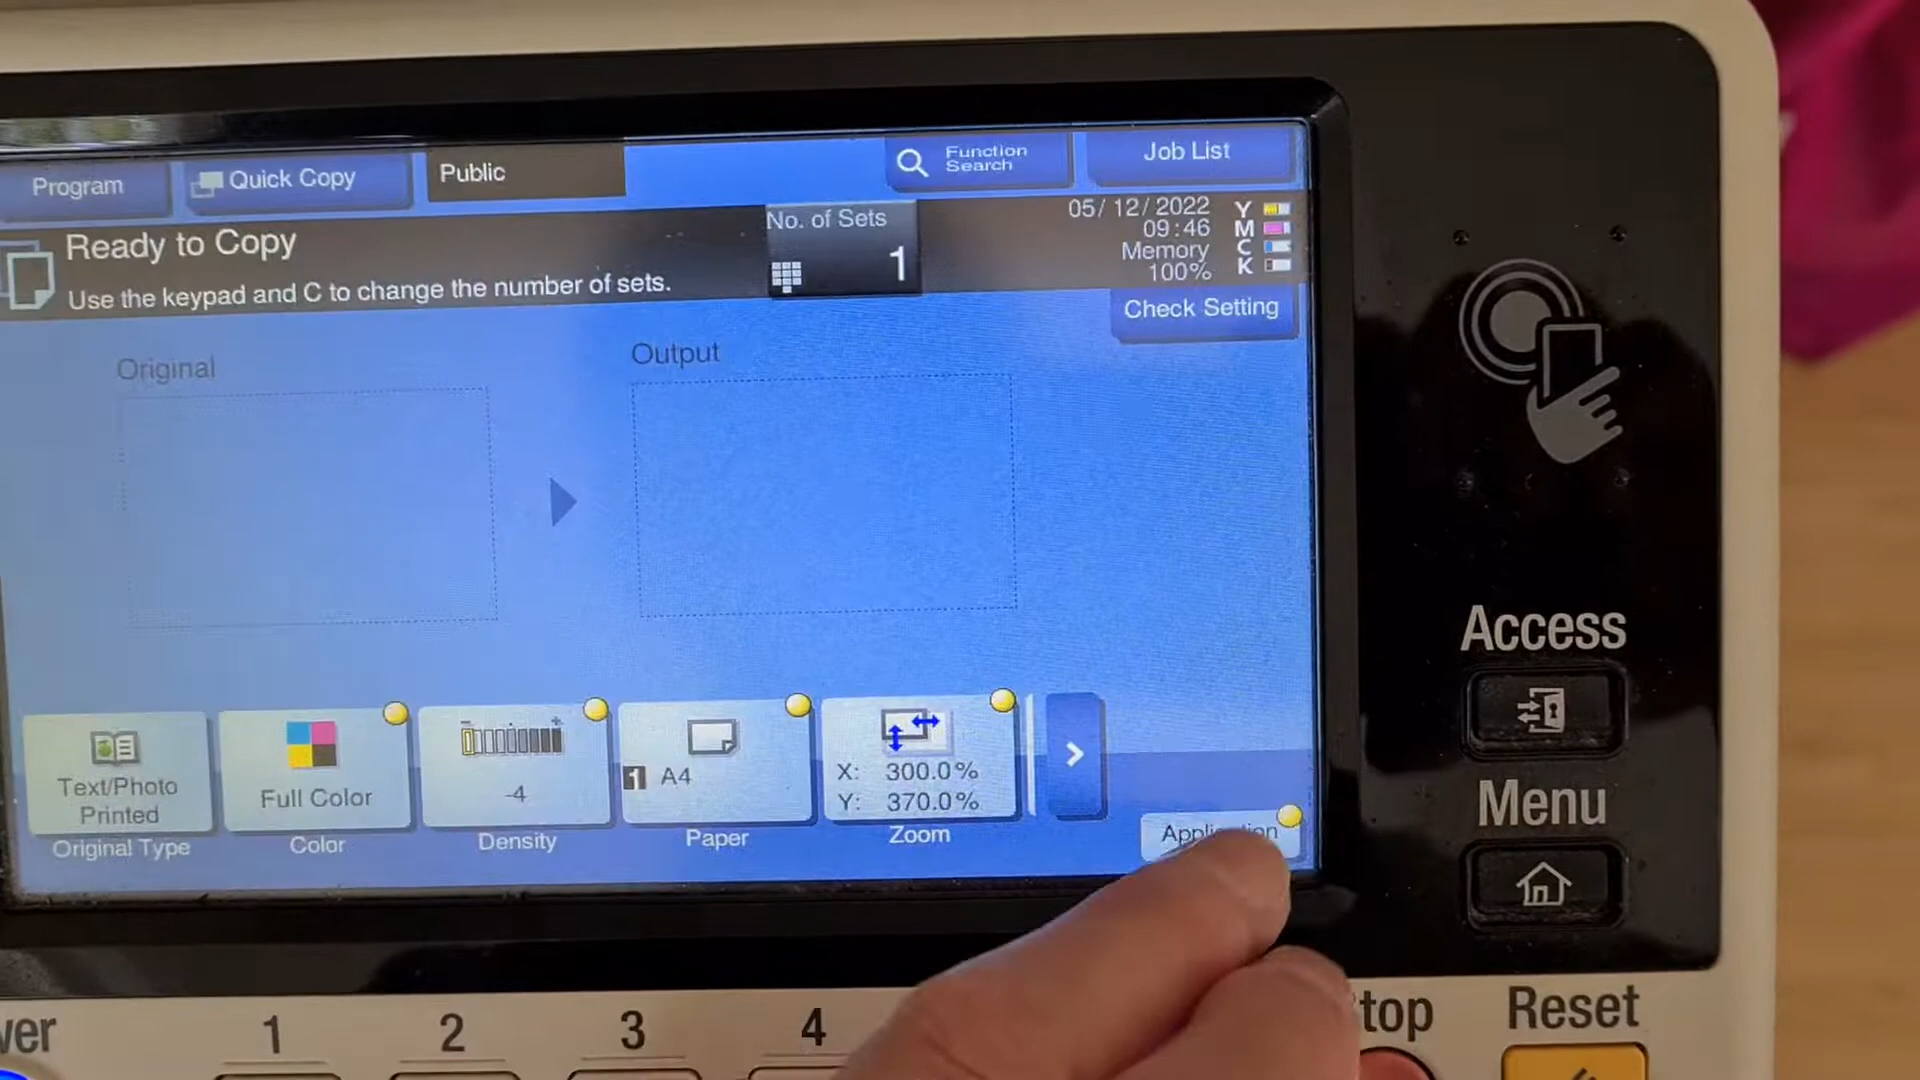 Program
Quick Copy
Public
Function
Search
Job List
Ready to Copy
Use the keypad and C to change the number of sets.
No. of Sets
1
05/12/2022
09:46
Memory
100%
Y
M
C
K
Check Setting
Original
Output
Text/Photo
Printed
Original Type
Full Color
Color
-4
Density
1 A4
Paper
X: 300.0%
Y: 370.0%
Zoom
Access
Menu
Reset
1
2
3
4